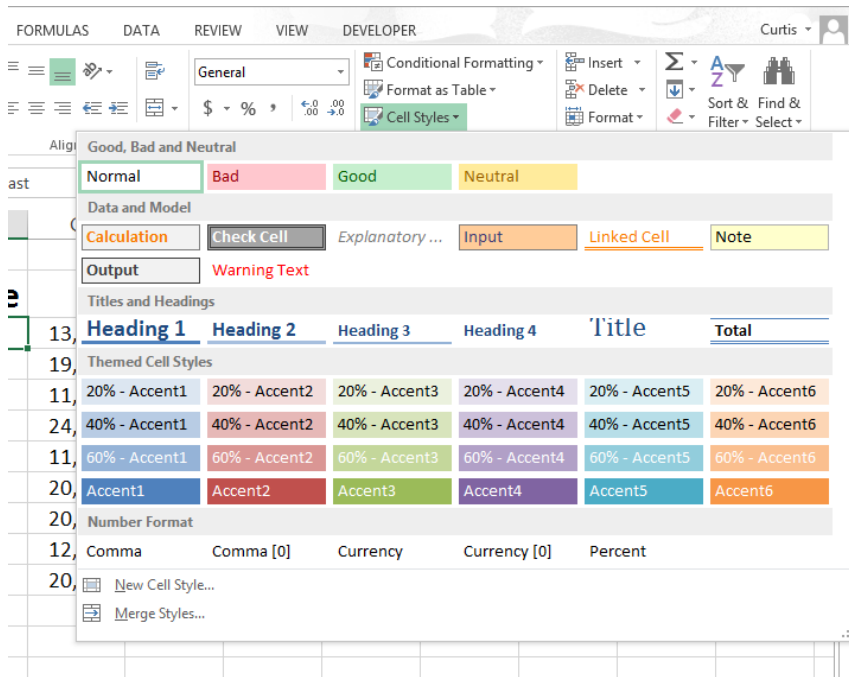 FORMULAS DATA REVIEW VIEW DEVELOPER Curtis
General Conditional Formatting Insert Σ
Format as Table Delete
$ % , Cell Styles Format Sort & Filter Find & Select
Good, Bad and Neutral
ast Normal Bad Good Neutral
Data and Model
Calculation Check Cell Explanatory ... Input Linked Cell Note
Output Warning Text
Titles and Headings
13, Heading 1 Heading 2 Heading 3 Heading 4 Title Total
19, Themed Cell Styles
11, 20% - Accent1 20% - Accent2 20% - Accent3 20% - Accent4 20% - Accent5 20% - Accent6
24, 40% - Accent1 40% - Accent2 40% - Accent3 40% - Accent4 40% - Accent5 40% - Accent6
11, 60% - Accent1 60% - Accent2 60% - Accent3 60% - Accent4 60% - Accent5 60% - Accent6
20, Accent1 Accent2 Accent3 Accent4 Accent5 Accent6
20, Number Format
12, Comma Comma [0] Currency Currency [0] Percent
20, New Cell Style...
Merge Styles...